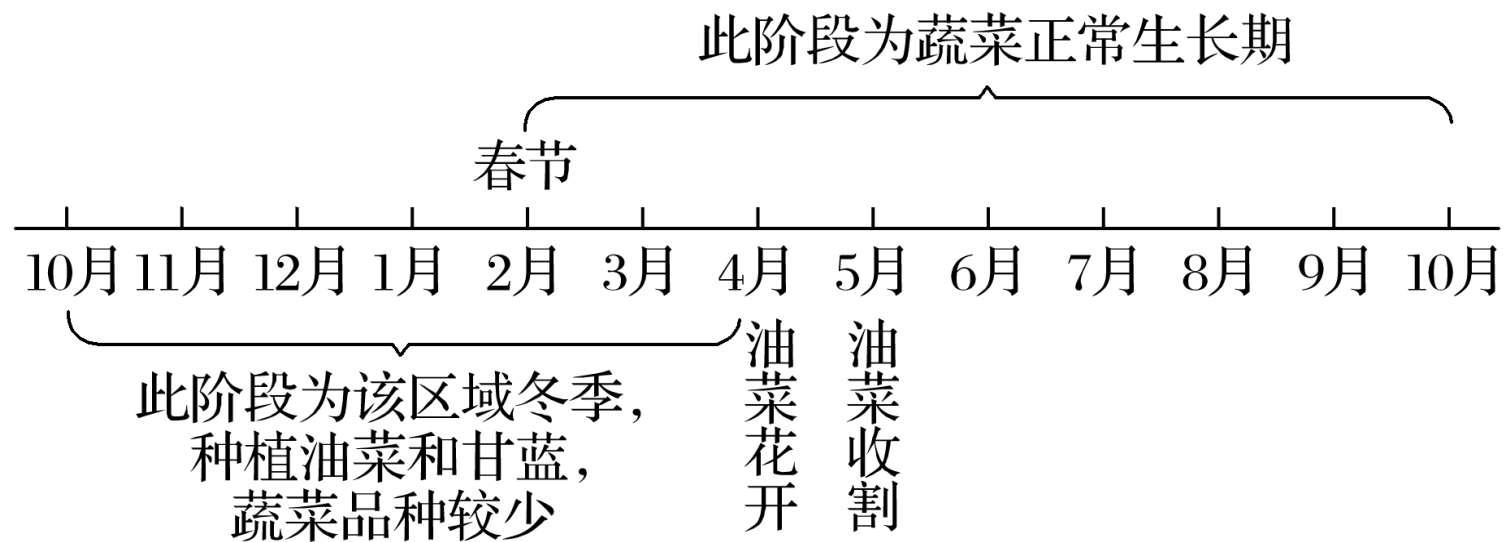 此阶段为蔬菜正常生长期
春节
10月 11月 12月 1月 2月 3月 4月 5月 6月 7月 8月 9月 10月
此阶段为该区域冬季，
种植油菜和甘蓝，
蔬菜品种较少
油菜花开
油菜收割